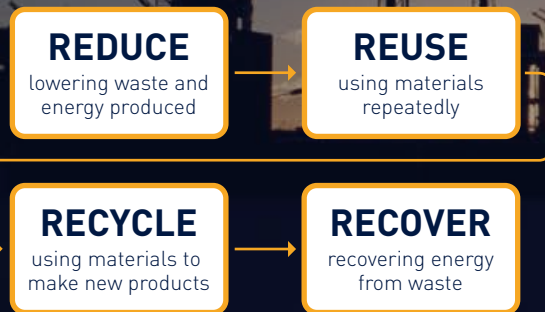 REDUCE
lowering waste and
energy produced
REUSE
using materials
repeatedly
RECYCLE
using materials to
make new products
RECOVER
recovering energy
from waste